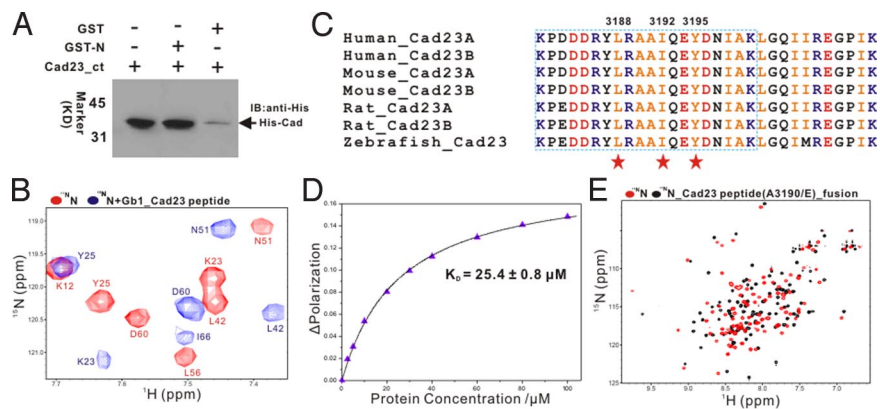 A
GST - - +
GST-N - + -
Cad23_ct + + +
Marker (KD)
45
31
IB:anti-His
His-Cad
B
¹⁵N N ¹⁵N N+Gb1_Cad23 peptide
119.0
119.5
120.0
120.5
121.0
¹⁵N (ppm)
N51
N51
Y25
K12
K23
Y25
D60
L42
D60
L42
I66
K23
L56
7.7 7.6 7.5 7.4
¹H (ppm)
C
3188 3192 3195
Human_Cad23A KPDDDRYLRAAIQEYDNIAKLGQIIREGPIK
Human_Cad23B KPDDDRYLRAAIQEYDNIAKLGQIIREGPIK
Mouse_Cad23A KPDDDRYLRAAIQEYDNIAKLGQIIREGPIK
Mouse_Cad23B KPDDDRYLRAAIQEYDNIAKLGQIIREGPIK
Rat_Cad23A KPEDDRYLRAAIQEYDNIAKLGQIIREGPIK
Rat_Cad23B KPEDDRYLRAAIQEYDNIAKLGQIIREGPIK
Zebrafish_Cad23 KPEDDRYLRAAIQEYDNIAKLGQIMREGPIK
D
0.16
0.14
0.12
0.10
0.08
0.06
0.04
0.02
0.00
ΔPolarization
K_D = 25.4 ± 0.8 μM
0 20 40 60 80 100
Protein Concentration /μM
E
¹⁵N N ¹⁵N N_Cad23 peptide(A3190/E)_fusion
110
115
120
125
¹⁵N (ppm)
9.5 9.0 8.5 8.0 7.5 7.0
¹H (ppm)